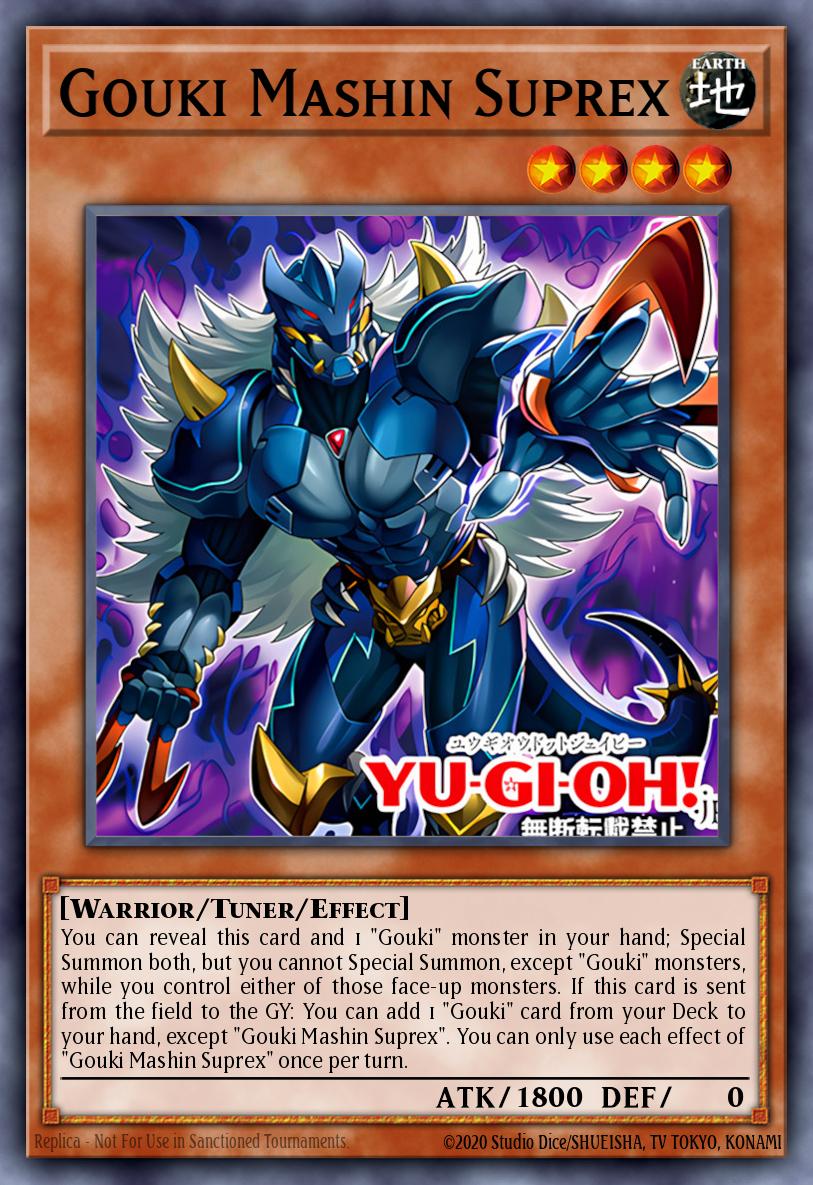 GOUKI MASHIN SUPREX
EARTH
地
ユウギオウドットジェイピー
YU-GI-OH!
無断転載禁止
[WARRIOR/TUNER/EFFECT]
You can reveal this card and 1 "Gouki" monster in your hand; Special
Summon both, but you cannot Special Summon, except "Gouki" monsters,
while you control either of those face-up monsters. If this card is sent
from the field to the GY: You can add 1 "Gouki" card from your Deck to
your hand, except "Gouki Mashin Suprex". You can only use each effect of
"Gouki Mashin Suprex" once per turn.
ATK/1800 DEF/ 0
Replica - Not For Use in Sanctioned Tournaments.
©2020 Studio Dice/SHUEISHA, TV TOKYO, KONAMI